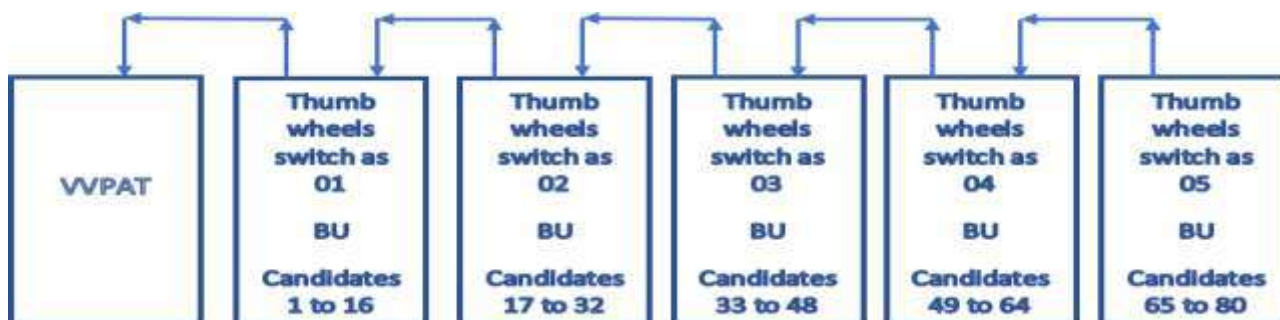 VVPAT
Thumb
wheels
switch as
01
BU
Candidates
1 to 16
Thumb
wheels
switch as
02
BU
Candidates
17 to 32
Thumb
wheels
switch as
03
BU
Candidates
33 to 48
Thumb
wheels
switch as
04
BU
Candidates
49 to 64
Thumb
wheels
switch as
05
BU
Candidates
65 to 80